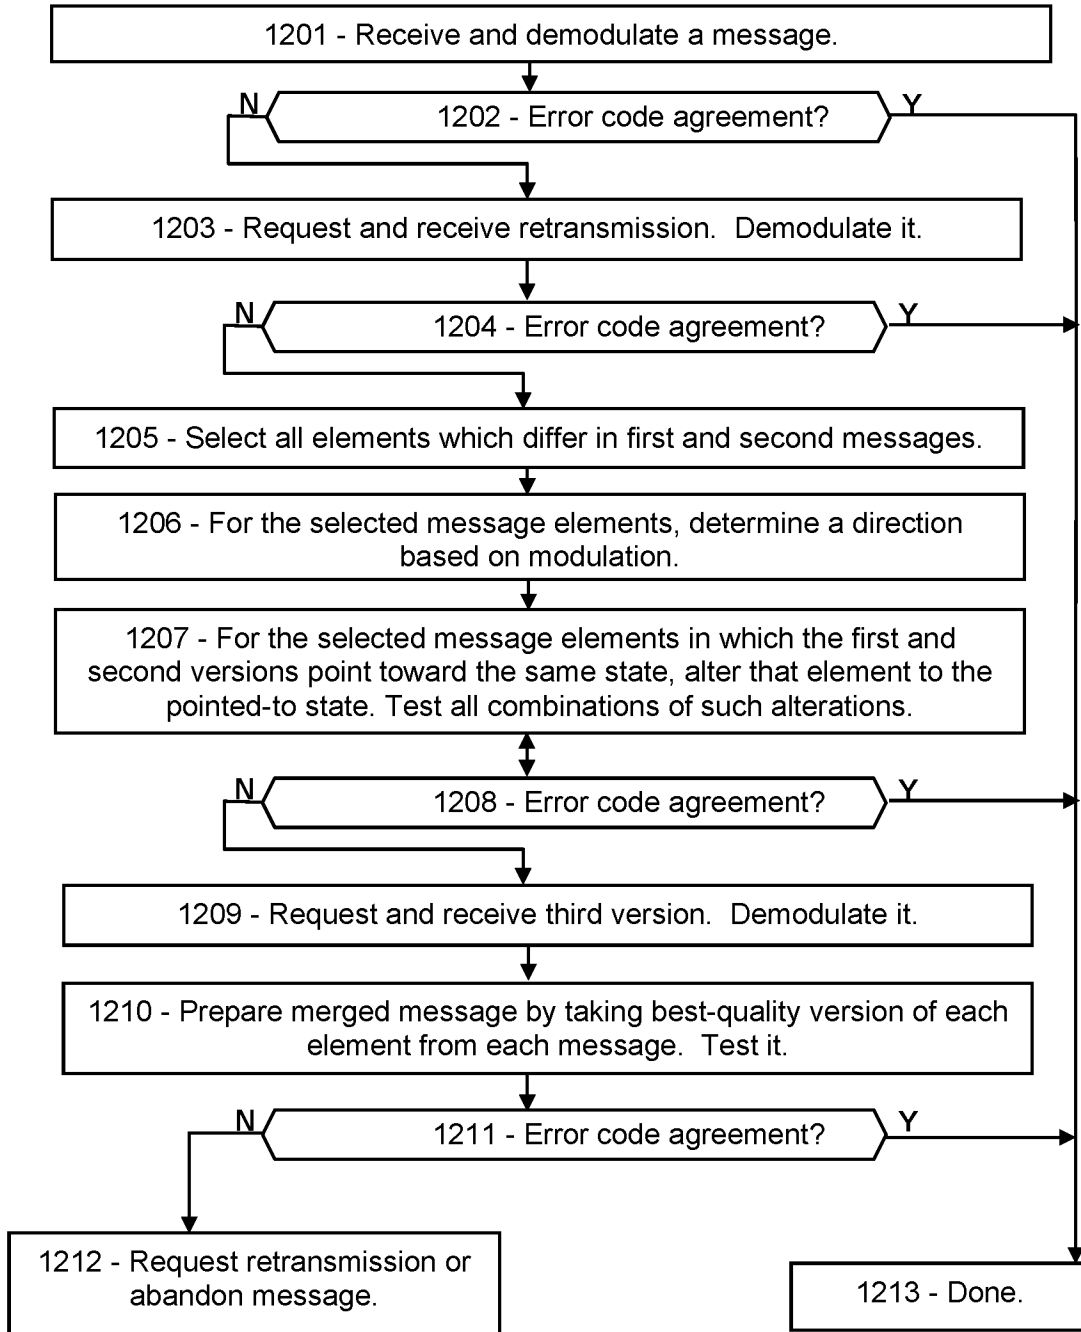 1201 - Receive and demodulate a message.
N
Y
1202 - Error code agreement?
1203 - Request and receive retransmission.  Demodulate it.
N
Y
1204 - Error code agreement?
1205 - Select all elements which differ in first and second messages.
1206 - For the selected message elements, determine a direction
based on modulation.
1207 - For the selected message elements in which the first and
second versions point toward the same state, alter that element to the
pointed-to state. Test all combinations of such alterations.
N
Y
1208 - Error code agreement?
1209 - Request and receive third version.  Demodulate it.
1210 - Prepare merged message by taking best-quality version of each
element from each message.  Test it.
N
Y
1211 - Error code agreement?
1212 - Request retransmission or
abandon message.
1213 - Done.